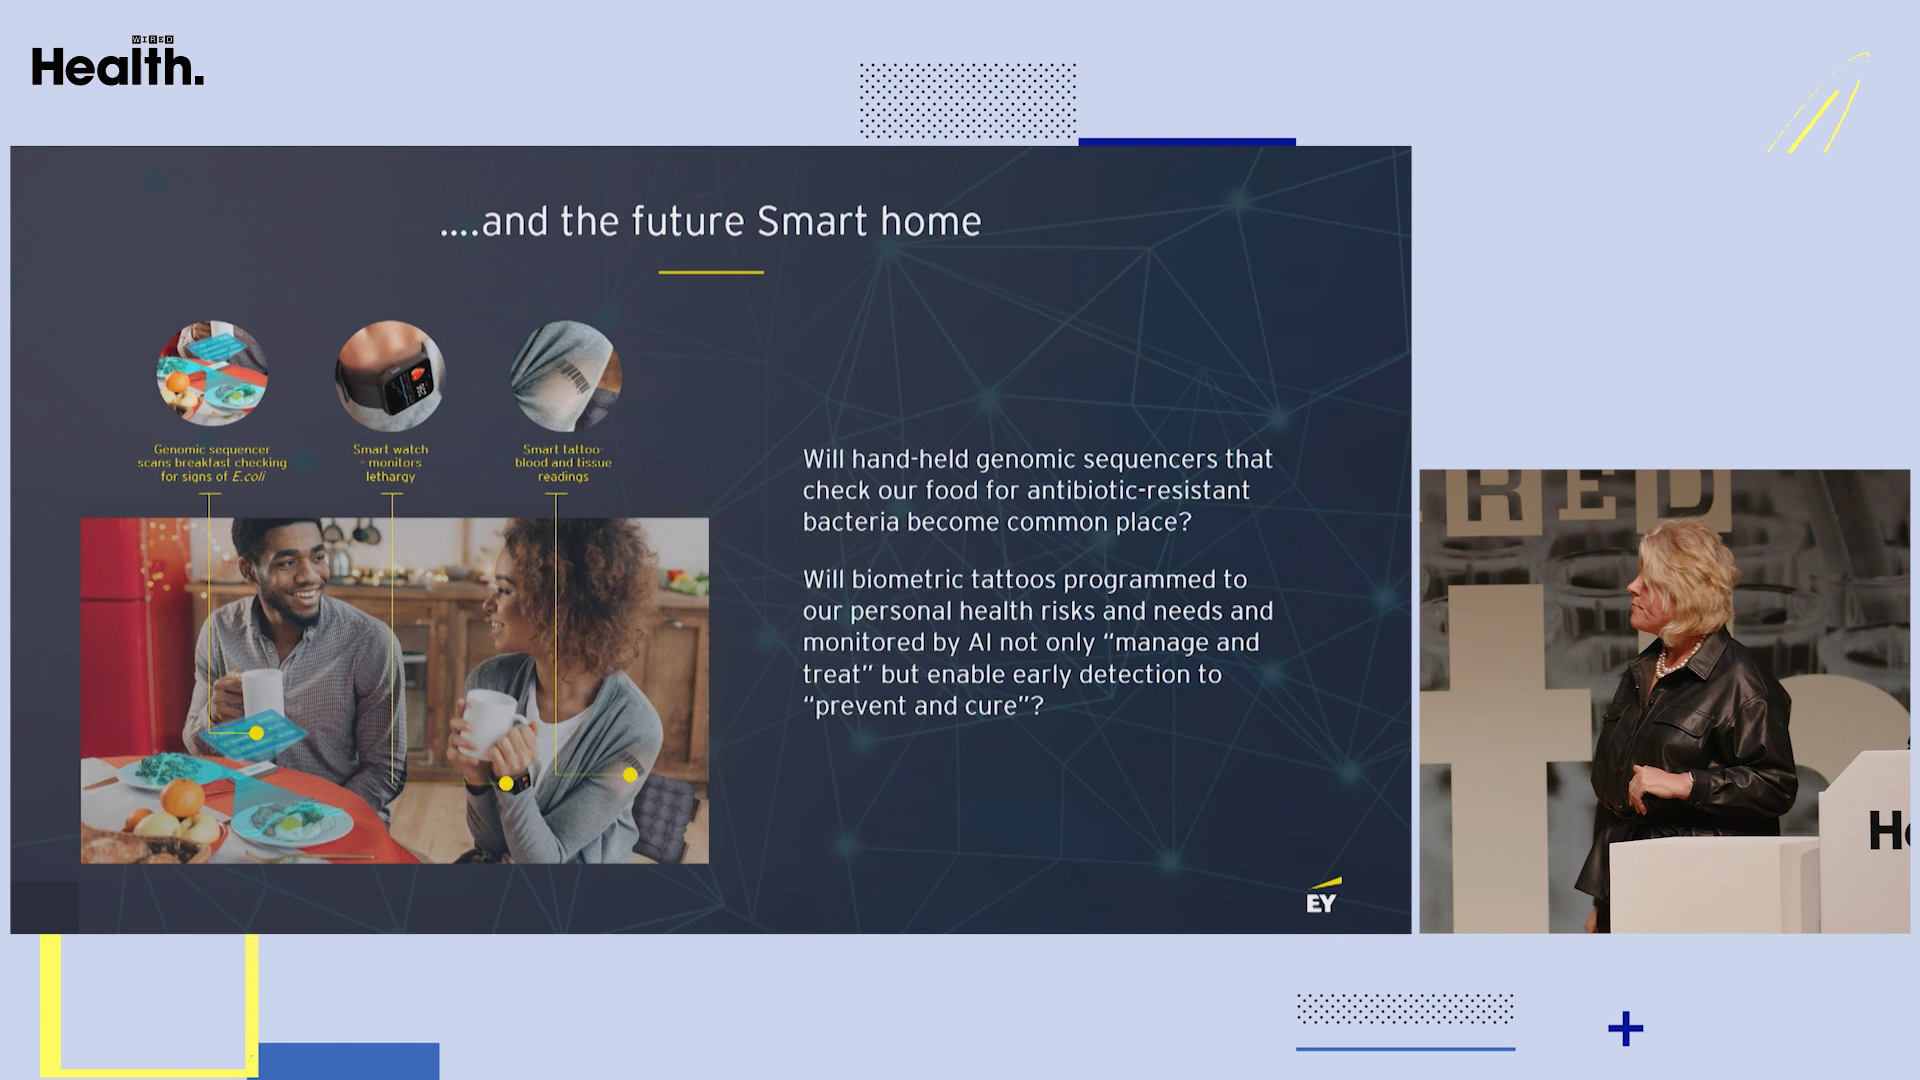 WIRED
Health.
....and the future Smart home
Genomic sequencer
scans breakfast checking
for signs of E.coli
Smart watch
- monitors
lethargy
Smart tattoo-
blood and tissue
readings
Will hand-held genomic sequencers that
check our food for antibiotic-resistant
bacteria become common place?
Will biometric tattoos programmed to
our personal health risks and needs and
monitored by AI not only “manage and
treat” but enable early detection to
“prevent and cure”?
EY
RED
He